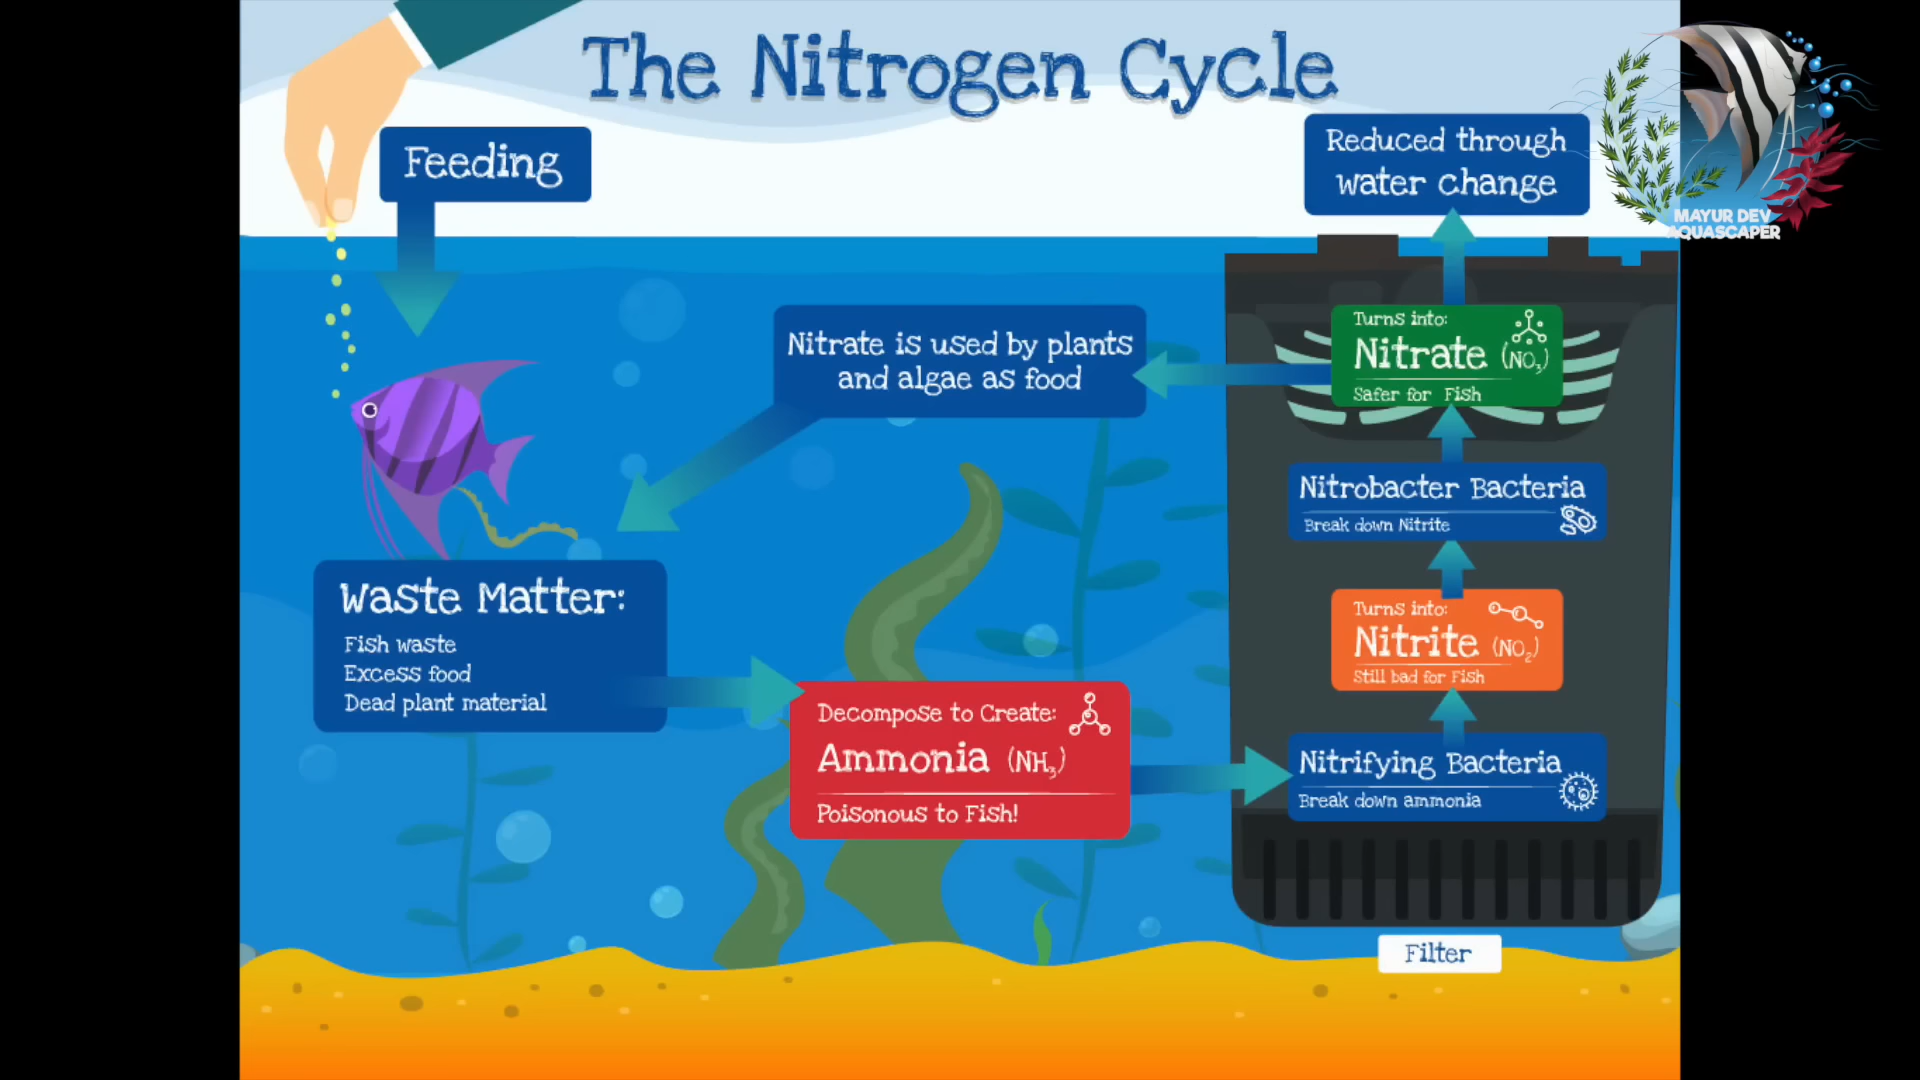 The Nitrogen Cycle
Feeding
Reduced through
water change
MAYUR DEV
AQUASCAPER
Nitrate is used by plants
and algae as food
Turns into:
Nitrate (NO₃)
Safer for Fish
Nitrobacter Bacteria
Break down Nitrite
Turns into:
Nitrite (NO₂)
Still bad for Fish
Nitrifying Bacteria
Break down ammonia
Waste Matter:
Fish waste
Excess food
Dead plant material
Decompose to Create:
Ammonia (NH₃)
Poisonous to Fish!
Filter